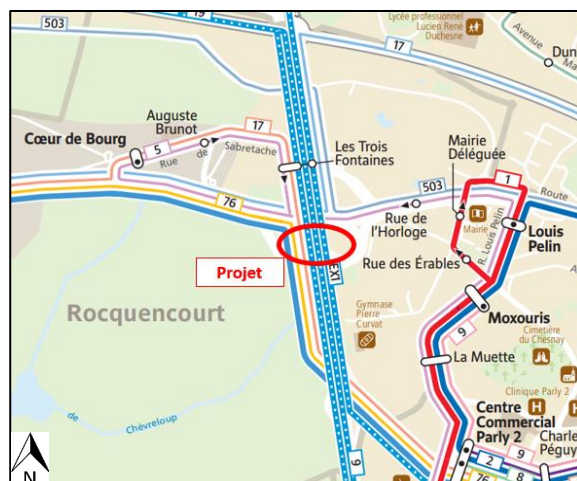 19
503
17
Lycée professionnel
Lucien René
Duchesne
Avenue
Dun
Auguste
Brunot
17
Cœur de Bourg
5
Rue de Sabretache
Les Trois
Fontaines
Mairie
Déléguée
1
76
503
Route
Rue de
l'Horloge
Mairie
R. Louis Pelin
Louis
Pelin
Projet
EX1
Rue des Érables
Rocquencourt
Gymnase
Pierre
Curvat
Moxouris
9
Cimetière
du Chesnay
La Muette
de
Chèvreloup
Clinique Parly 2
H
H
Centre
Commercial
Parly 2
9
Charle
Péguy
2
8
76
9
N